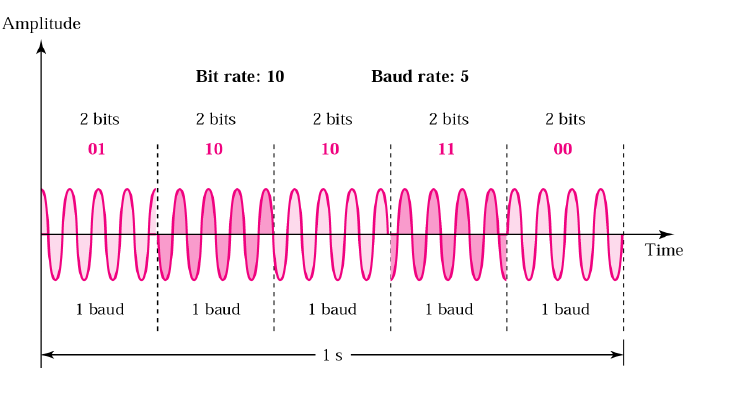 Amplitude
Bit rate: 10 Baud rate: 5
2 bits 2 bits 2 bits 2 bits 2 bits
01 10 10 11 00
Time
1 baud 1 baud 1 baud 1 baud 1 baud
1 s